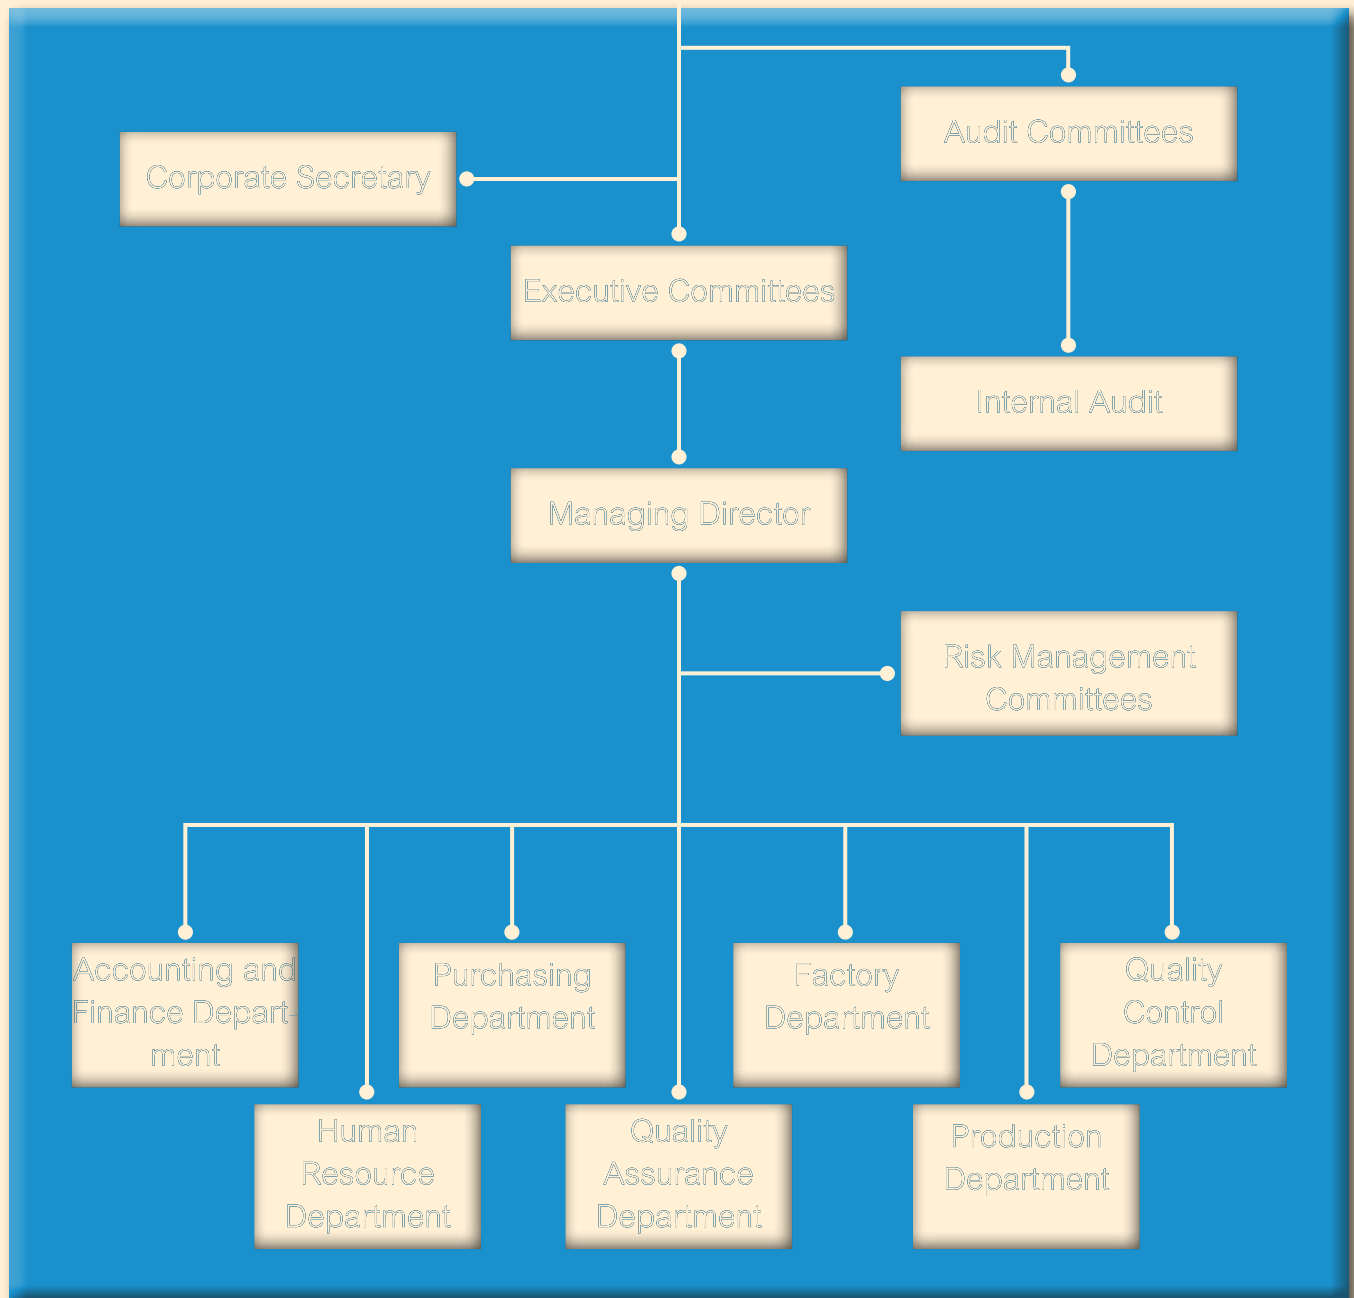 Audit Committees
Corporate Secretary
Executive Committees
Internal Audit
Managing Director
Risk Management
Committees
Accounting and
Finance Depart-
ment
Purchasing
Department
Factory
Department
Quality
Control
Department
Human
Resource
Department
Quality
Assurance
Department
Production
Department